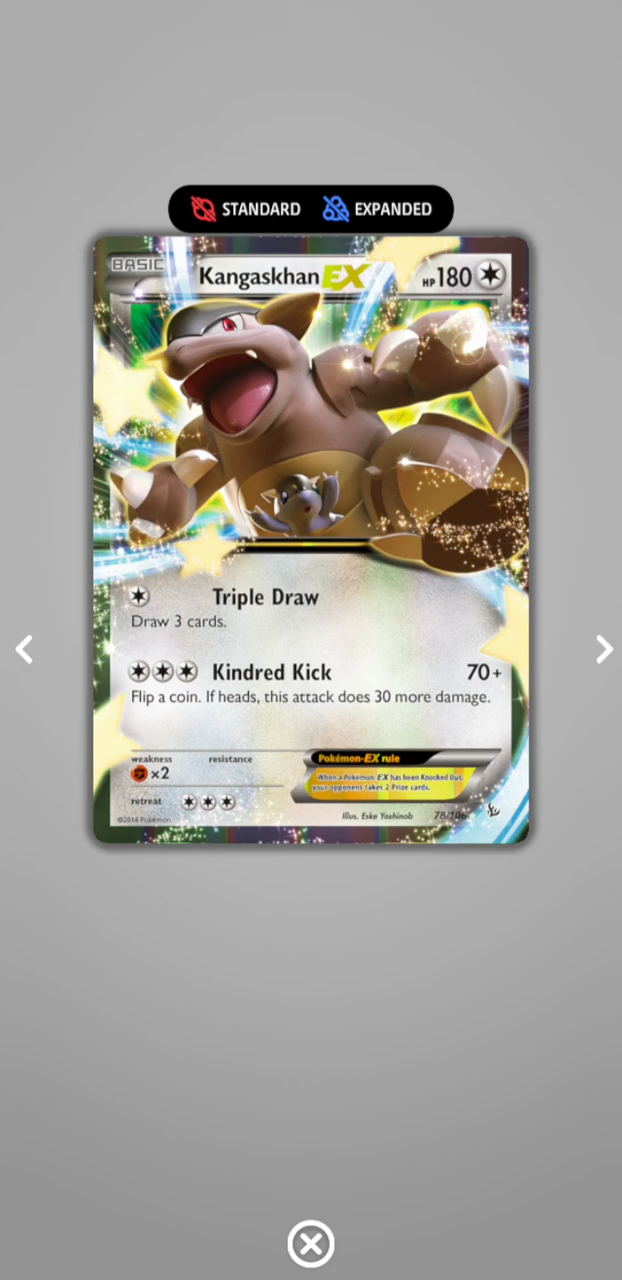 STANDARD EXPANDED
BASIC
Kangaskhan EX HP180
Triple Draw
Draw 3 cards.
Kindred Kick 70+
Flip a coin. If heads, this attack does 30 more damage.
weakness resistance
×2
Pokémon-EX rule
When a Pokémon-EX has been Knocked Out, your opponent takes 2 Prize cards.
retreat
©2014 Pokémon
Illus. Eske Yoshinob 78/106